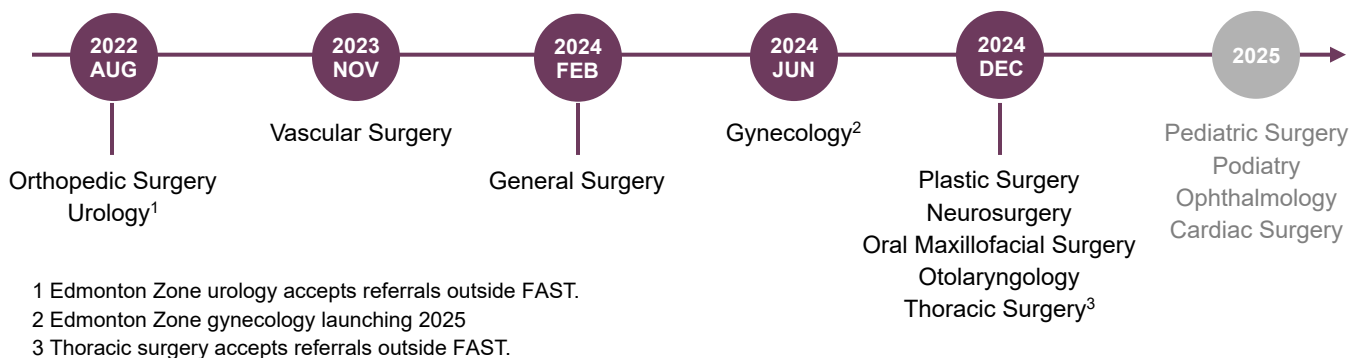 2022
AUG
2023
NOV
2024
FEB
2024
JUN
2024
DEC
2025
Orthopedic Surgery
Urology¹
Vascular Surgery
General Surgery
Gynecology²
Plastic Surgery
Neurosurgery
Oral Maxillofacial Surgery
Otolaryngology
Thoracic Surgery³
Pediatric Surgery
Podiatry
Ophthalmology
Cardiac Surgery
1 Edmonton Zone urology accepts referrals outside FAST.
2 Edmonton Zone gynecology launching 2025
3 Thoracic surgery accepts referrals outside FAST.